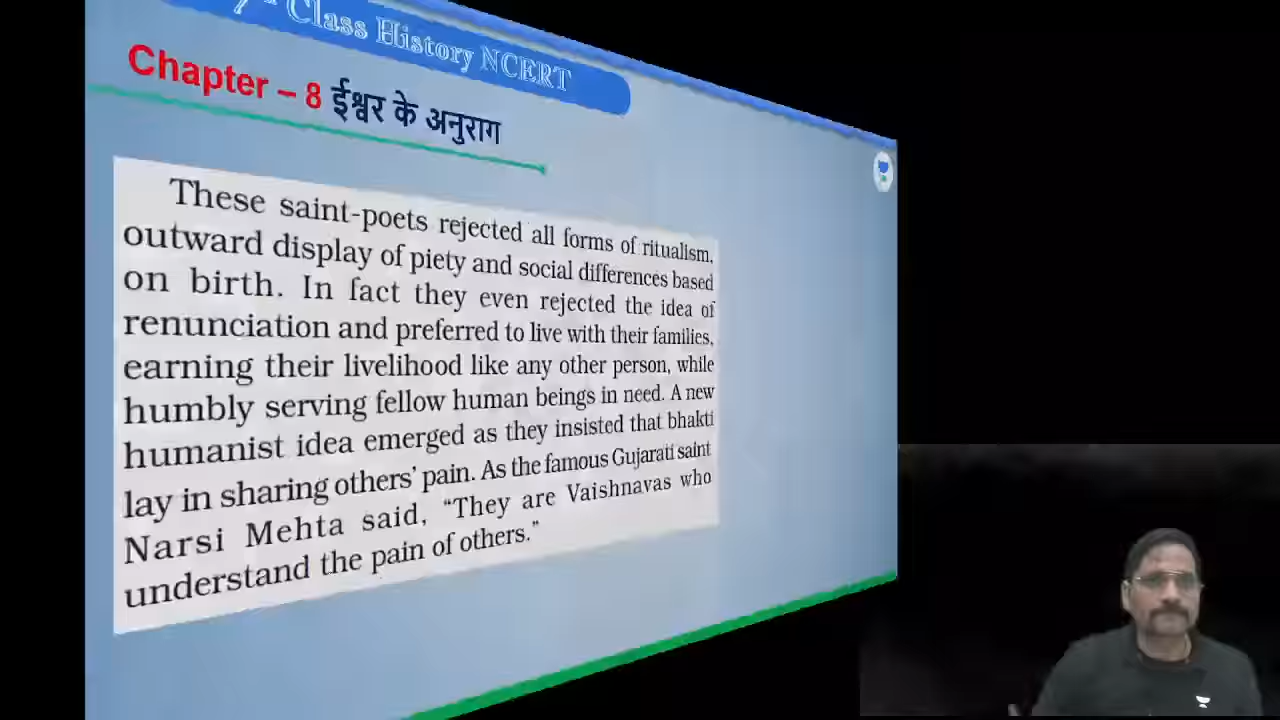 Class History NCERT
Chapter – 8 ईश्वर के अनुराग
These saint-poets rejected all forms of ritualism,
outward display of piety and social differences based
on birth. In fact they even rejected the idea of
renunciation and preferred to live with their families,
earning their livelihood like any other person, while
humbly serving fellow human beings in need. A new
humanist idea emerged as they insisted that bhakti
lay in sharing others’ pain. As the famous Gujarati saint
Narsi Mehta said, “They are Vaishnavas who
understand the pain of others.”